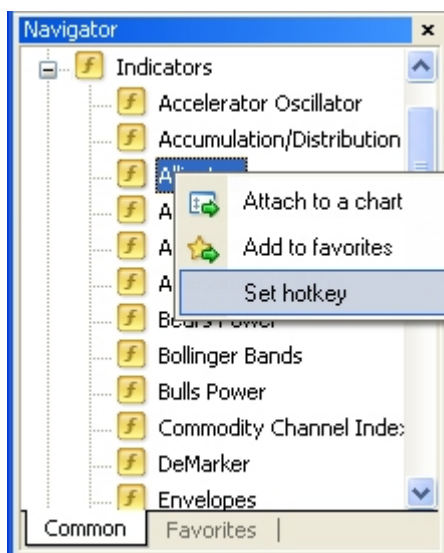 Navigator
Indicators
Accelerator Oscillator
Accumulation/Distribution
Attach to a chart
Add to favorites
Set hotkey
Bollinger Bands
Bulls Power
Commodity Channel Inde
DeMarker
Envelopes
Common Favorites